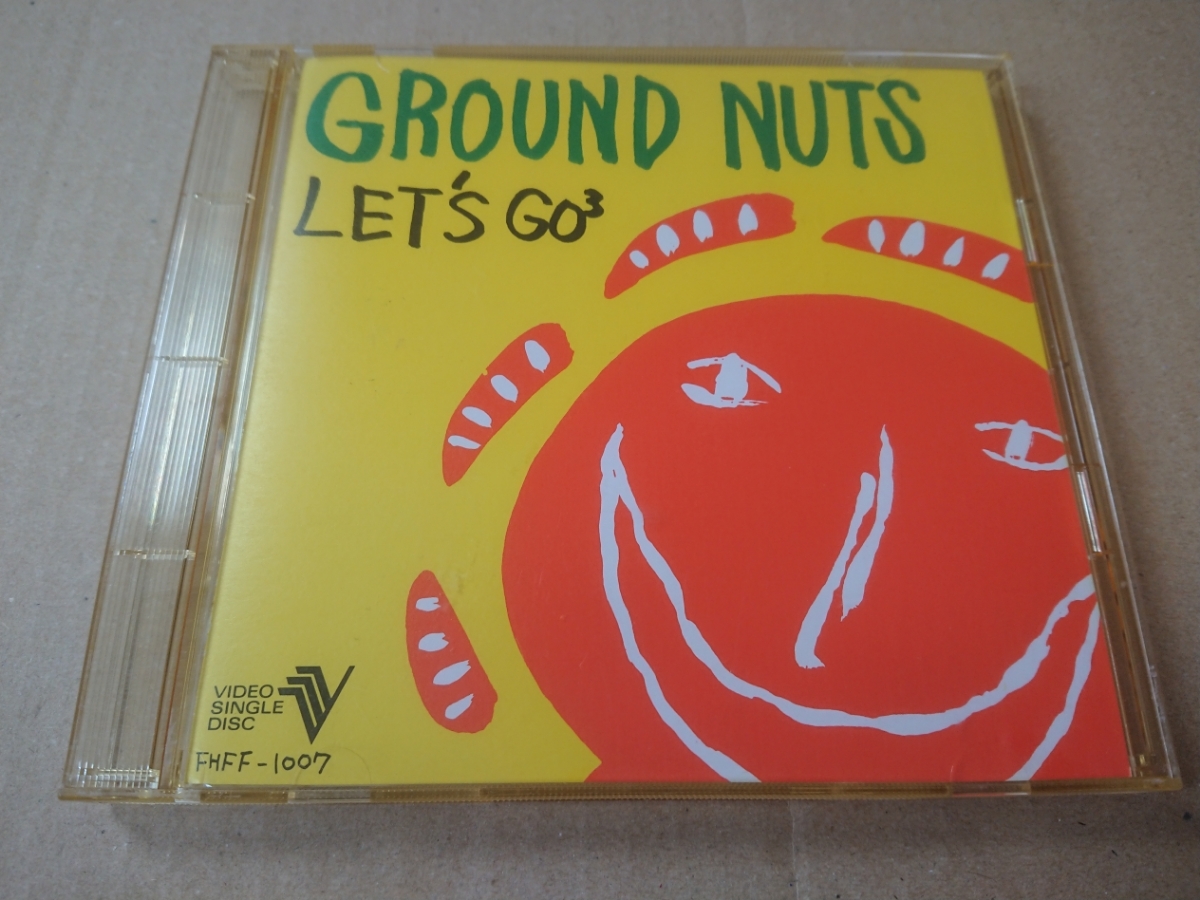 GROUND NUTS
LET'S GO³
VIDEO
SINGLE
DISC
FHFF-1007